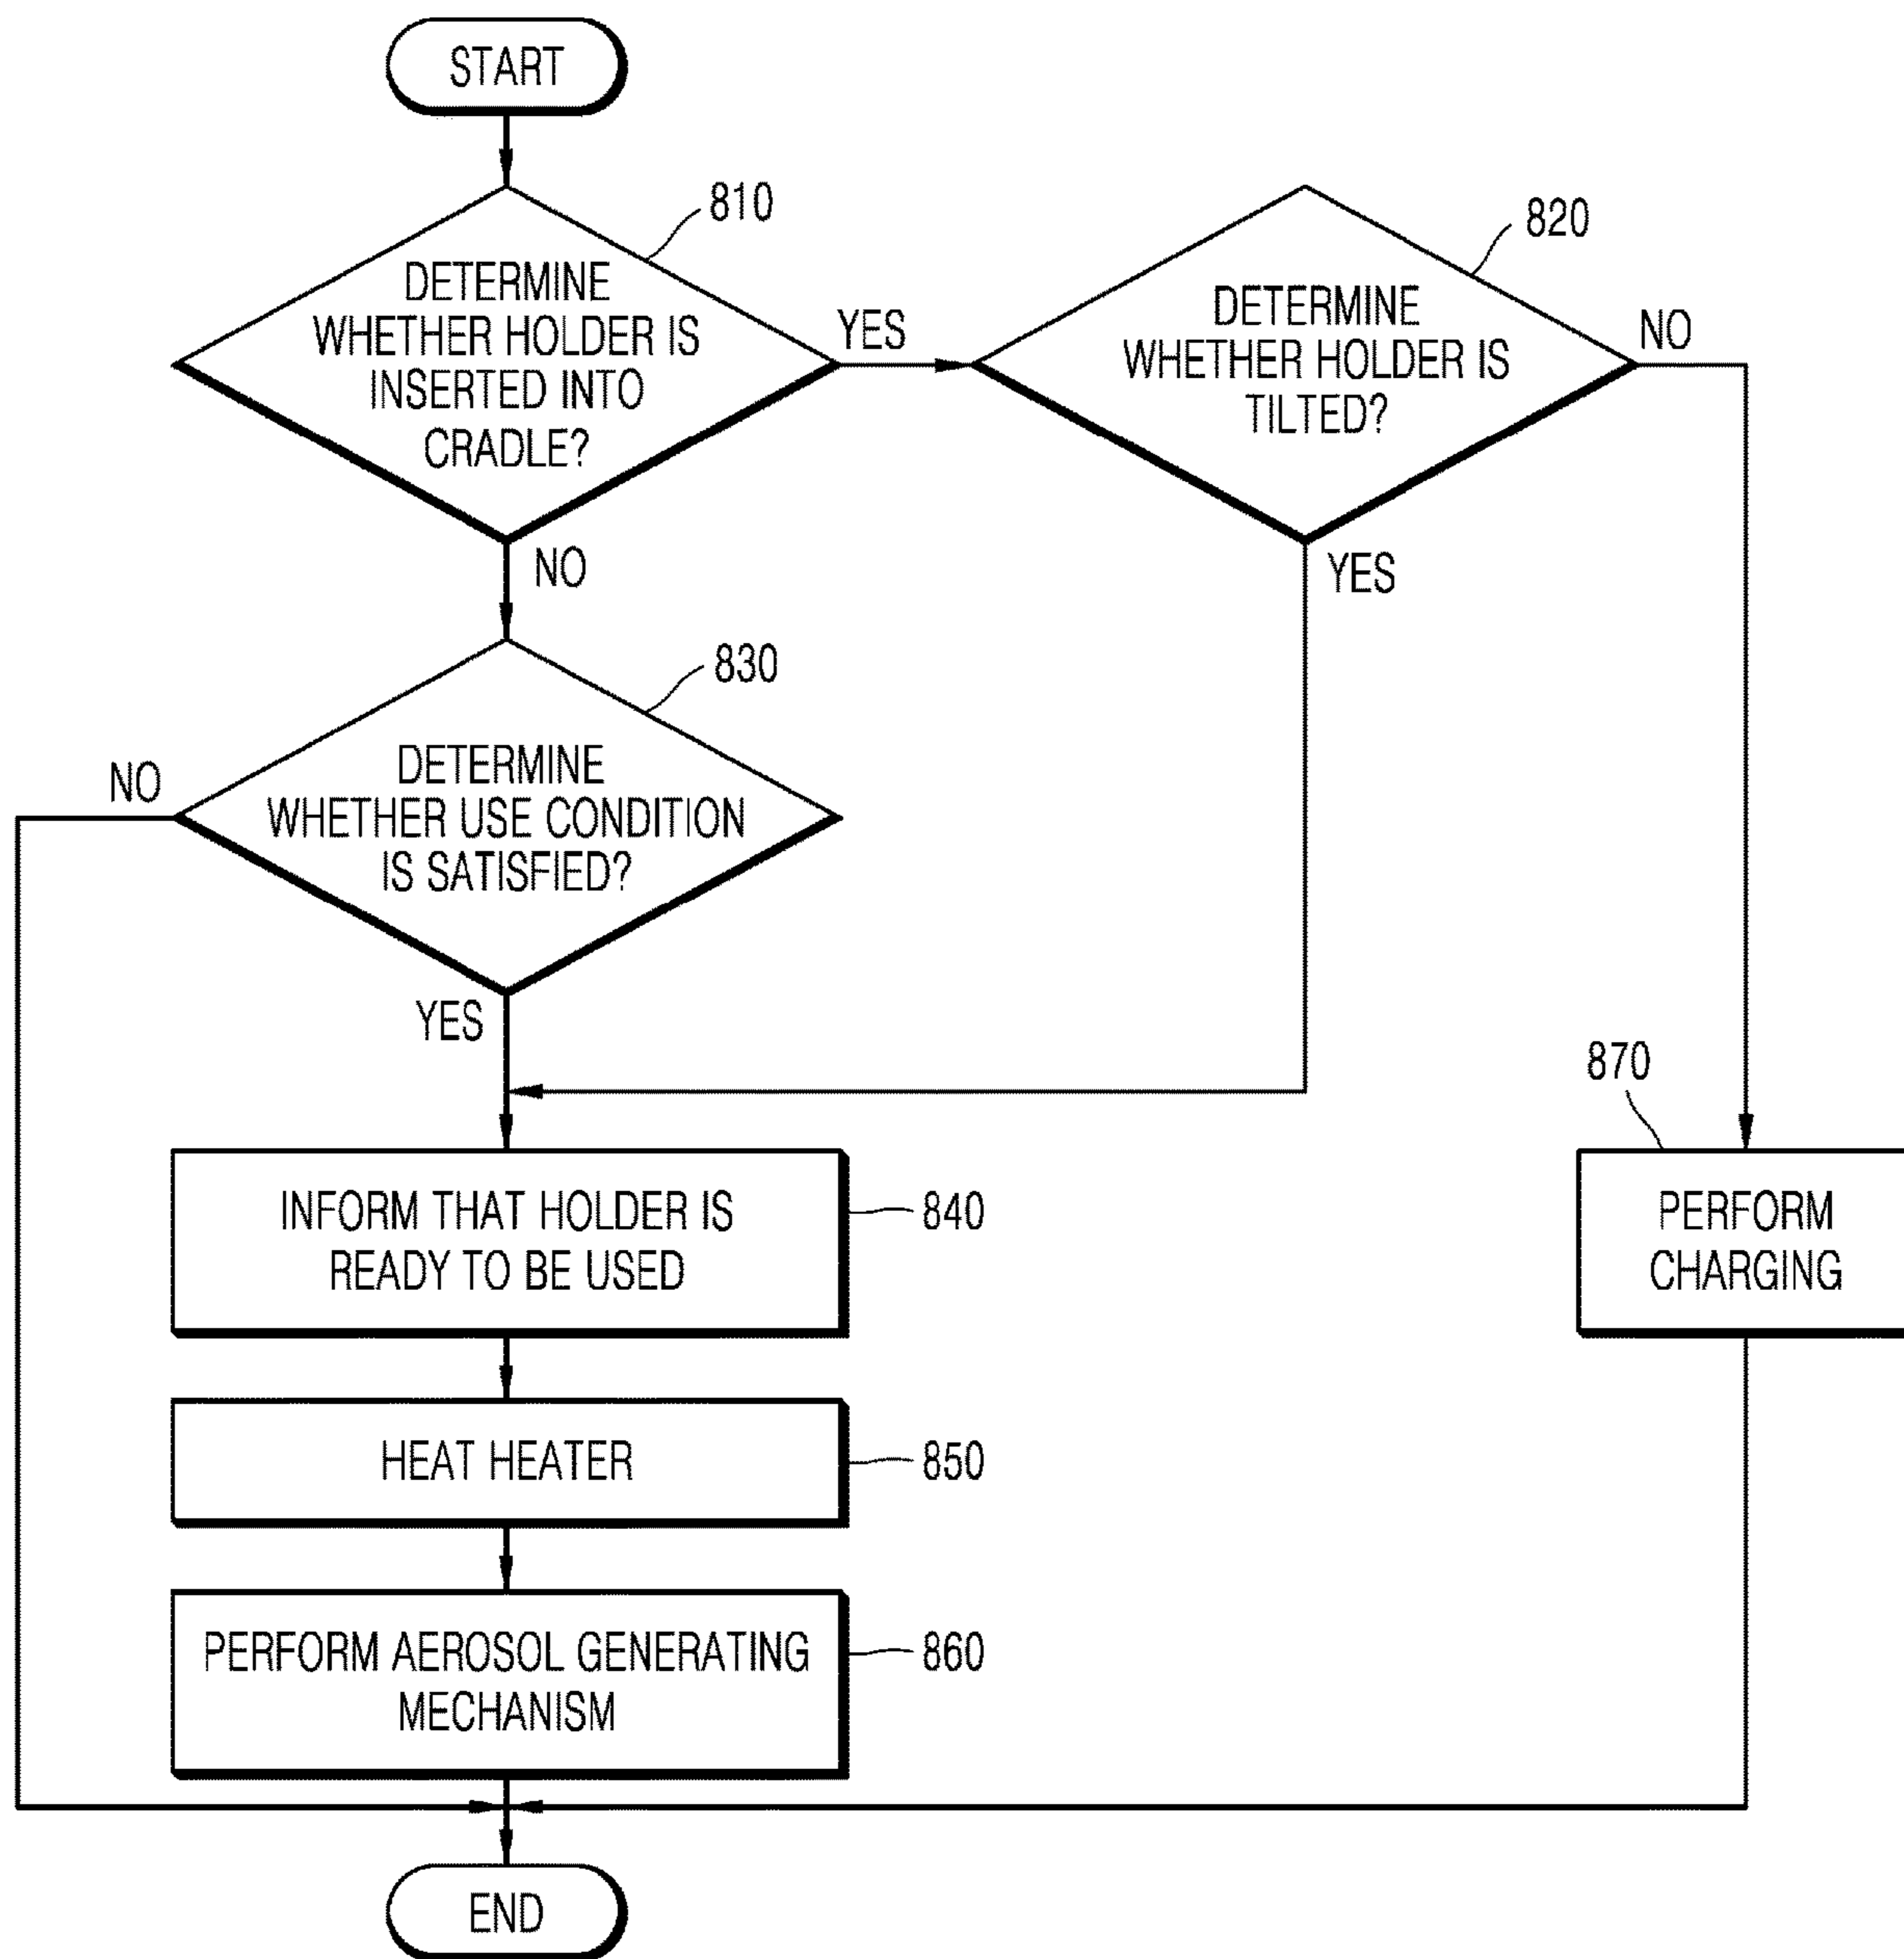 START
810
DETERMINE
WHETHER HOLDER IS
INSERTED INTO
CRADLE?
YES
NO
820
DETERMINE
WHETHER HOLDER IS
TILTED?
NO
YES
830
DETERMINE
WHETHER USE CONDITION
IS SATISFIED?
NO
YES
840
INFORM THAT HOLDER IS
READY TO BE USED
870
PERFORM
CHARGING
HEAT HEATER
850
PERFORM AEROSOL GENERATING
MECHANISM
860
END